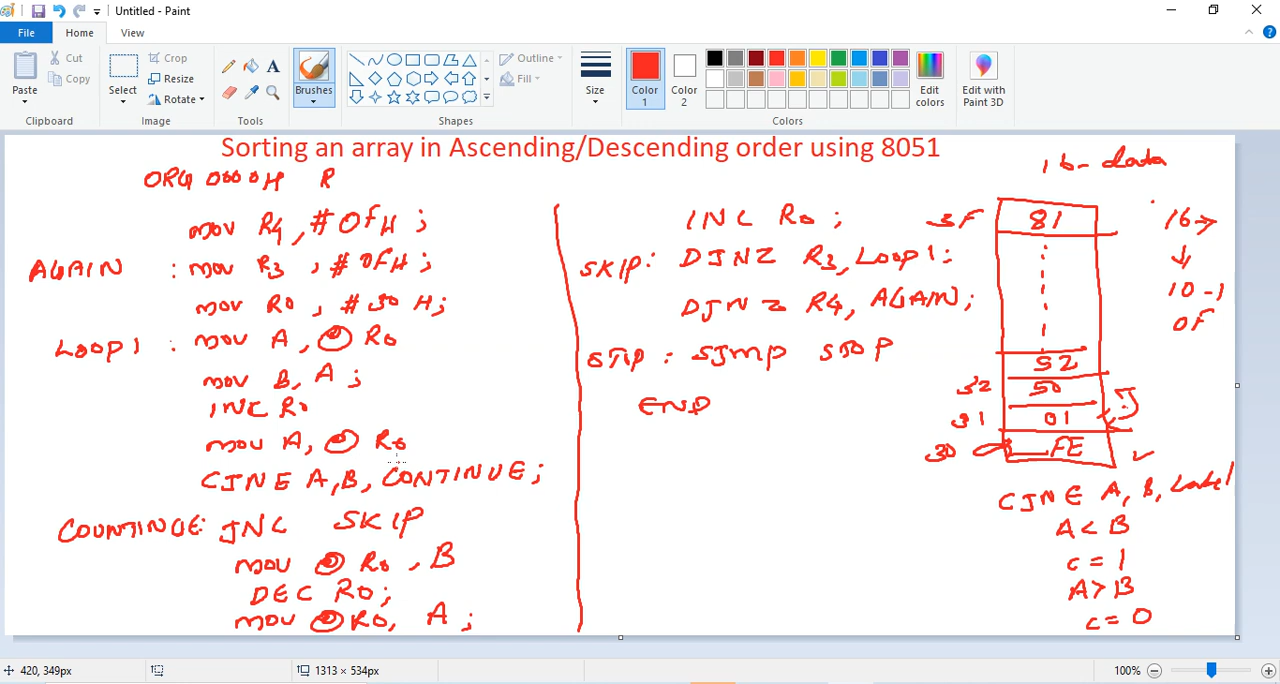 Untitled - Paint
File Home View
Paste
Cut
Copy
Clipboard
Select
Crop
Resize
Rotate
Image
Tools
Brushes
Shapes
Outline
Fill
Size
Color 1
Color 2
Colors
Edit colors
Edit with Paint 3D
Sorting an array in Ascending/Descending order using 8051
ORG 0000H R
MOV R4, #0FH;
AGAIN : MOV R3, #0FH;
MOV R0, #30H;
LOOP1 : MOV A, @R0
MOV B, A;
INC R0
MOV A, @R0
CJNE A,B, CONTINUE;
COUNTINUE: JNC SKIP
MOV @R0, B
DEC R0;
MOV @R0, A;
INC R0;
SKIP: DJNZ R3, LOOP1;
DJNZ R4, AGAIN;
STOP: SJMP STOP
END
16-data
3F 81
52
32 50
31 01
30 FE
16→
↓
10-1
0F
CJNE A, B, Label
A<B
c=1
A>B
c=0
420, 349px
1313 × 534px
100%